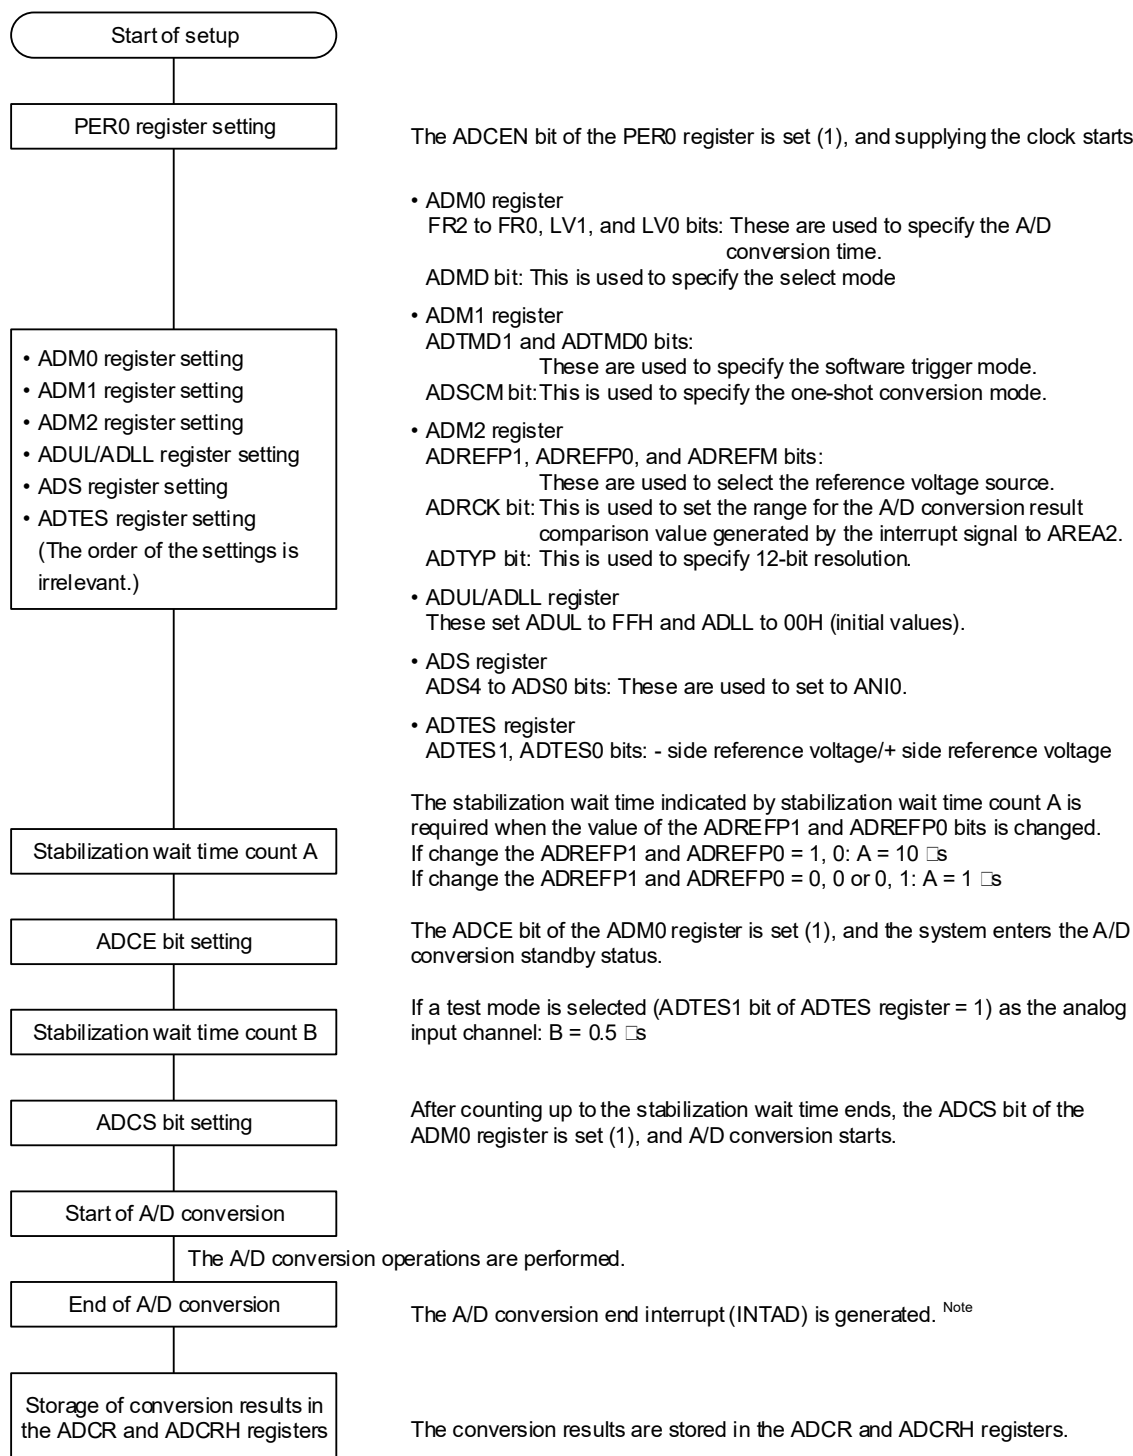 Start of setup
PER0 register setting
The ADCEN bit of the PER0 register is set (1), and supplying the clock starts
• ADM0 register
FR2 to FR0, LV1, and LV0 bits: These are used to specify the A/D
conversion time.
ADMD bit: This is used to specify the select mode
• ADM1 register
ADTMD1 and ADTMD0 bits:
These are used to specify the software trigger mode.
ADSCM bit: This is used to specify the one-shot conversion mode.
• ADM2 register
ADREFP1, ADREFP0, and ADREFM bits:
These are used to select the reference voltage source.
ADRCK bit: This is used to set the range for the A/D conversion result
comparison value generated by the interrupt signal to AREA2.
ADTYP bit: This is used to specify 12-bit resolution.
• ADUL/ADLL register
These set ADUL to FFH and ADLL to 00H (initial values).
• ADS register
ADS4 to ADS0 bits: These are used to set to ANI0.
• ADTES register
ADTES1, ADTES0 bits: - side reference voltage/+ side reference voltage
• ADM0 register setting
• ADM1 register setting
• ADM2 register setting
• ADUL/ADLL register setting
• ADS register setting
• ADTES register setting
(The order of the settings is
irrelevant.)
Stabilization wait time count A
The stabilization wait time indicated by stabilization wait time count A is
required when the value of the ADREFP1 and ADREFP0 bits is changed.
If change the ADREFP1 and ADREFP0 = 1, 0: A = 10 □s
If change the ADREFP1 and ADREFP0 = 0, 0 or 0, 1: A = 1 □s
ADCE bit setting
The ADCE bit of the ADM0 register is set (1), and the system enters the A/D
conversion standby status.
Stabilization wait time count B
If a test mode is selected (ADTES1 bit of ADTES register = 1) as the analog
input channel: B = 0.5 □s
ADCS bit setting
After counting up to the stabilization wait time ends, the ADCS bit of the
ADM0 register is set (1), and A/D conversion starts.
Start of A/D conversion
The A/D conversion operations are performed.
End of A/D conversion
The A/D conversion end interrupt (INTAD) is generated. Note
Storage of conversion results in
the ADCR and ADCRH registers
The conversion results are stored in the ADCR and ADCRH registers.